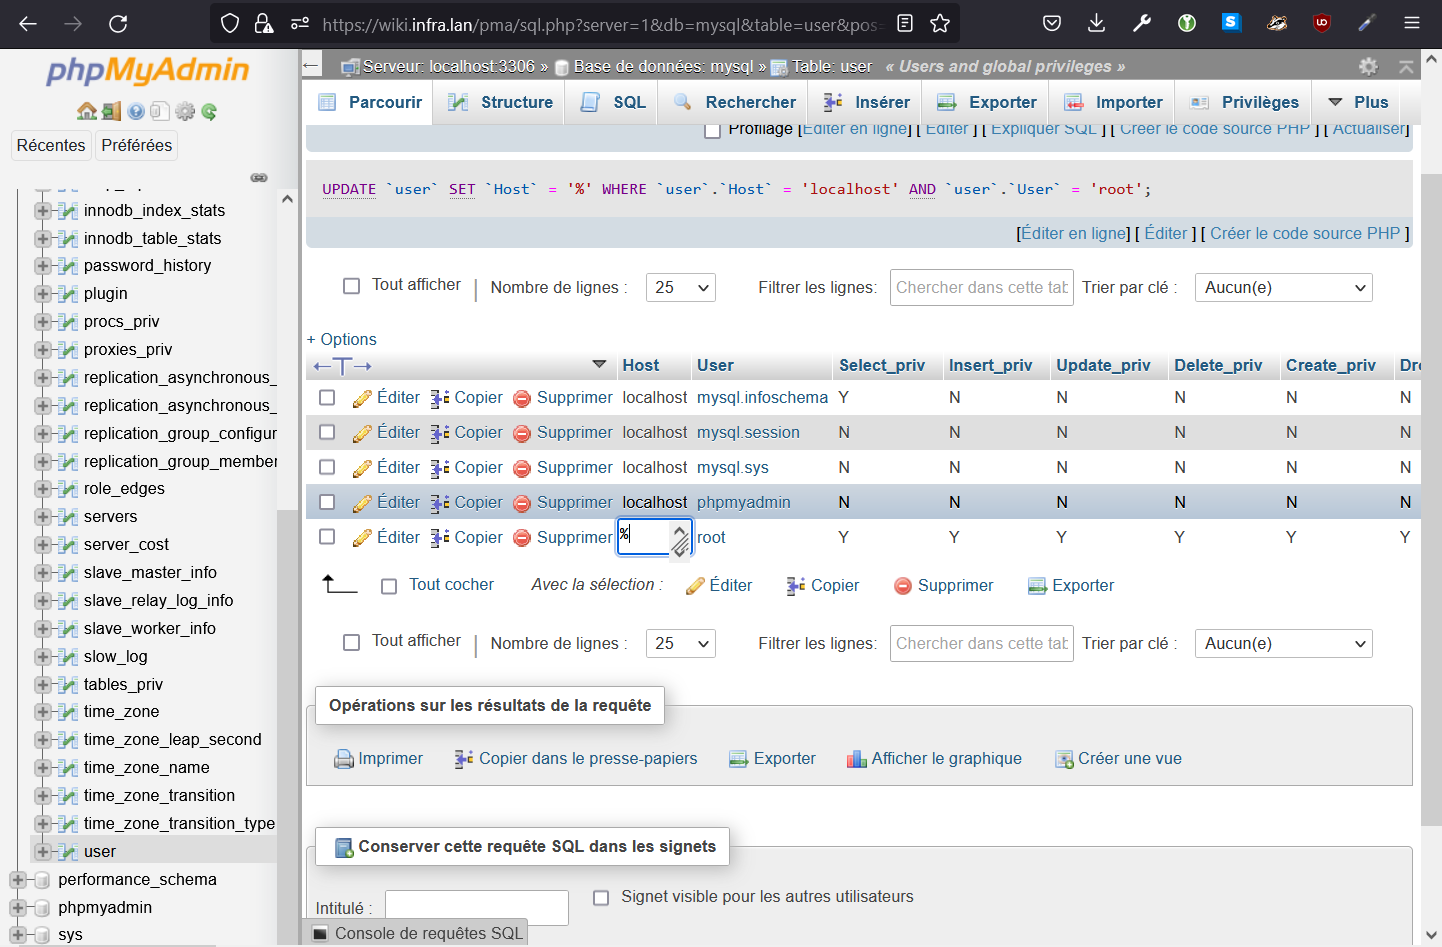 https://wiki.infra.lan/pma/sql.php?server=1&db=mysql&table=user&pos=
phpMyAdmin
Récentes
Préférées
innodb_index_stats
innodb_table_stats
password_history
plugin
procs_priv
proxies_priv
replication_asynchronous_
replication_asynchronous_
replication_group_configur
replication_group_member
role_edges
servers
server_cost
slave_master_info
slave_relay_log_info
slave_worker_info
slow_log
tables_priv
time_zone
time_zone_leap_second
time_zone_name
time_zone_transition
time_zone_transition_type
user
performance_schema
phpmyadmin
sys
Serveur: localhost:3306 » Base de données: mysql » Table: user « Users and global privileges »
Parcourir Structure SQL Rechercher Insérer Exporter Importer Privilèges Plus
Profilage [Éditer en ligne] [ Éditer ] [ Expliquer SQL ] [ Créer le code source PHP ] [ Actualiser]
UPDATE `user` SET `Host` = '%' WHERE `user`.`Host` = 'localhost' AND `user`.`User` = 'root';
[Éditer en ligne] [ Éditer ] [ Créer le code source PHP ]
Tout afficher | Nombre de lignes : 25 Filtrer les lignes: Chercher dans cette tab Trier par clé : Aucun(e)
+ Options
←T→ Host User Select_priv Insert_priv Update_priv Delete_priv Create_priv Dro
Éditer Copier Supprimer localhost mysql.infoschema Y N N N N N
Éditer Copier Supprimer localhost mysql.session N N N N N N
Éditer Copier Supprimer localhost mysql.sys N N N N N N
Éditer Copier Supprimer localhost phpmyadmin N N N N N N
Éditer Copier Supprimer % root Y Y Y Y Y Y
Tout cocher Avec la sélection : Éditer Copier Supprimer Exporter
Tout afficher | Nombre de lignes : 25 Filtrer les lignes: Chercher dans cette tab Trier par clé : Aucun(e)
Opérations sur les résultats de la requête
Imprimer Copier dans le presse-papiers Exporter Afficher le graphique Créer une vue
Conserver cette requête SQL dans les signets
Intitulé : Signet visible pour les autres utilisateurs
Console de requêtes SQL